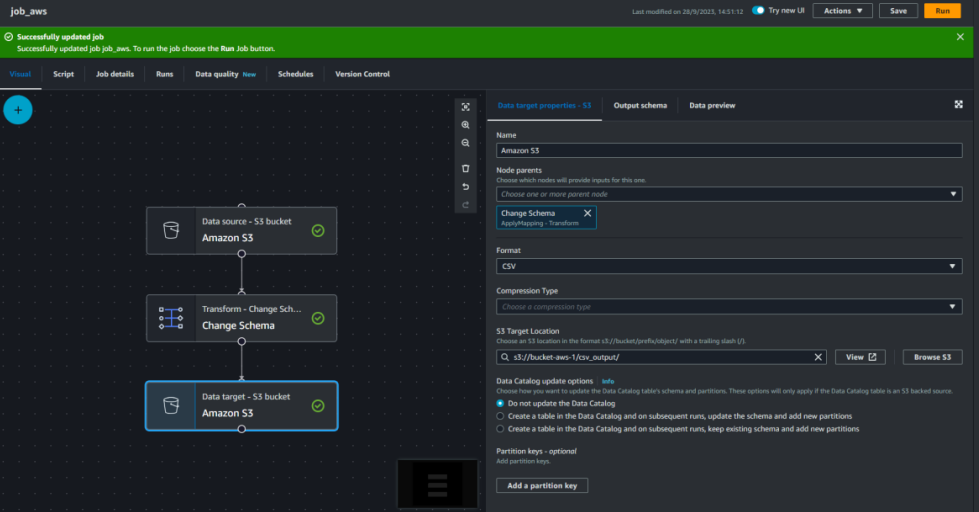 job_aws
Last modified on 28/9/2023, 14:51:12
Try new UI
Actions
Save
Run
Successfully updated job
Successfully updated job job_aws. To run the job choose the Run Job button.
Visual
Script
Job details
Runs
Data quality New
Schedules
Version Control
Data source - S3 bucket
Amazon S3
Transform - Change Sch...
Change Schema
Data target - S3 bucket
Amazon S3
Data target properties - S3
Output schema
Data preview
Name
Amazon S3
Node parents
Choose which nodes will provide inputs for this one.
Choose one or more parent node
Change Schema
ApplyMapping - Transform
Format
CSV
Compression Type
Choose a compression type
S3 Target Location
Choose an S3 location in the format s3://bucket/prefix/object/ with a trailing slash (/).
s3://bucket-aws-1/csv_output/
View
Browse S3
Data Catalog update options Info
Choose how you want to update the Data Catalog table's schema and partitions. These options will only apply if the Data Catalog table is an S3 backed source.
Do not update the Data Catalog
Create a table in the Data Catalog and on subsequent runs, update the schema and add new partitions
Create a table in the Data Catalog and on subsequent runs, keep existing schema and add new partitions
Partition keys - optional
Add partition keys.
Add a partition key